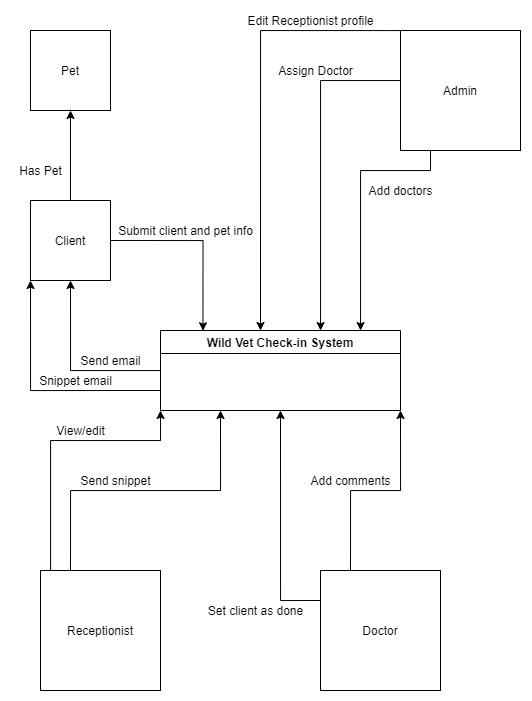 Edit Receptionist profile
Pet
Assign Doctor
Admin
Has Pet
Add doctors
Client
Submit client and pet info
Wild Vet Check-in System
Send email
Snippet email
View/edit
Send snippet
Add comments
Set client as done
Receptionist
Doctor